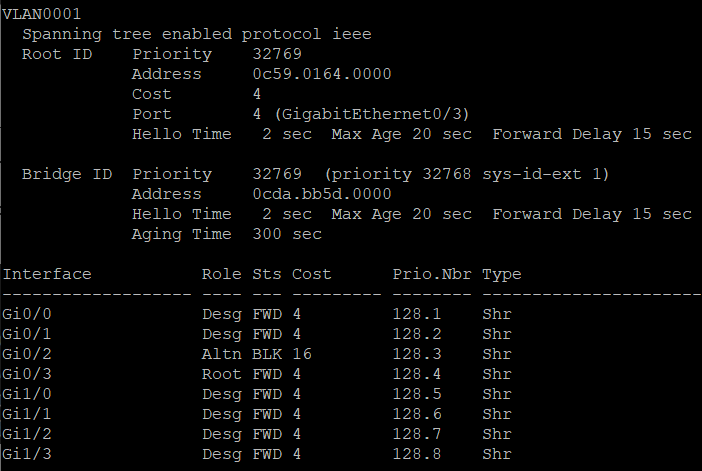 VLAN0001
  Spanning tree enabled protocol ieee
  Root ID    Priority    32769
             Address     0c59.0164.0000
             Cost        4
             Port        4 (GigabitEthernet0/3)
             Hello Time   2 sec  Max Age 20 sec  Forward Delay 15 sec

  Bridge ID  Priority    32769  (priority 32768 sys-id-ext 1)
             Address     0cda.bb5d.0000
             Hello Time   2 sec  Max Age 20 sec  Forward Delay 15 sec
             Aging Time  300 sec

Interface           Role Sts Cost      Prio.Nbr Type
------------------- ---- --- --------- -------- ----------------------
Gi0/0               Desg FWD 4         128.1    Shr
Gi0/1               Desg FWD 4         128.2    Shr
Gi0/2               Altn BLK 16        128.3    Shr
Gi0/3               Root FWD 4         128.4    Shr
Gi1/0               Desg FWD 4         128.5    Shr
Gi1/1               Desg FWD 4         128.6    Shr
Gi1/2               Desg FWD 4         128.7    Shr
Gi1/3               Desg FWD 4         128.8    Shr